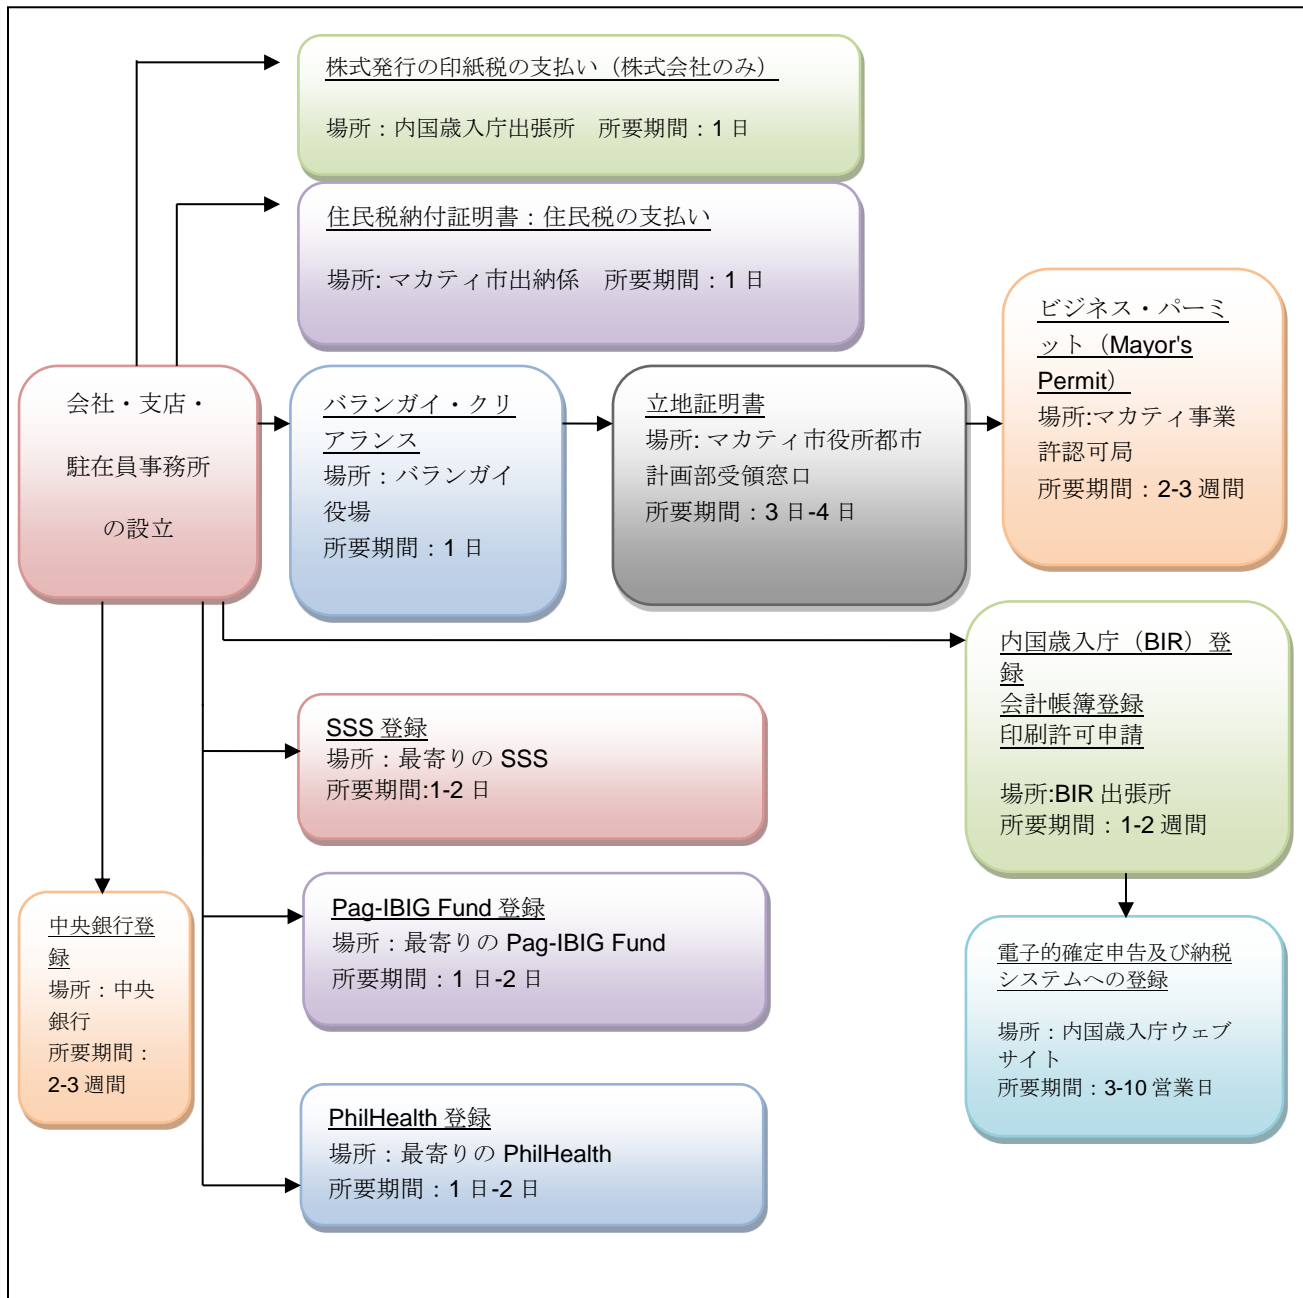 株式発行の印紙税の支払い（株式会社のみ）
場所：内国歳入庁出張所　所要期間：1 日
住民税納付証明書：住民税の支払い
場所: マカティ市出納係　所要期間：1 日
会社・支店・
駐在員事務所
の設立
バランガイ・クリ
アランス
場所：バランガイ
役場
所要期間：1 日
立地証明書
場所: マカティ市役所都市
計画部受領窓口
所要期間：3 日-4 日
ビジネス・パーミ
ット（Mayor's
Permit）
場所:マカティ事業
許認可局
所要期間：2-3 週間
内国歳入庁（BIR）登
録
会計帳簿登録
印刷許可申請
場所:BIR 出張所
所要期間：1-2 週間
SSS 登録
場所：最寄りの SSS
所要期間:1-2 日
中央銀行登
録
場所：中央
銀行
所要期間：
2-3 週間
Pag-IBIG Fund 登録
場所：最寄りの Pag-IBIG Fund
所要期間：1 日-2 日
電子的確定申告及び納税
システムへの登録
場所：内国歳入庁ウェブ
サイト
所要期間：3-10 営業日
PhilHealth 登録
場所：最寄りの PhilHealth
所要期間：1 日-2 日